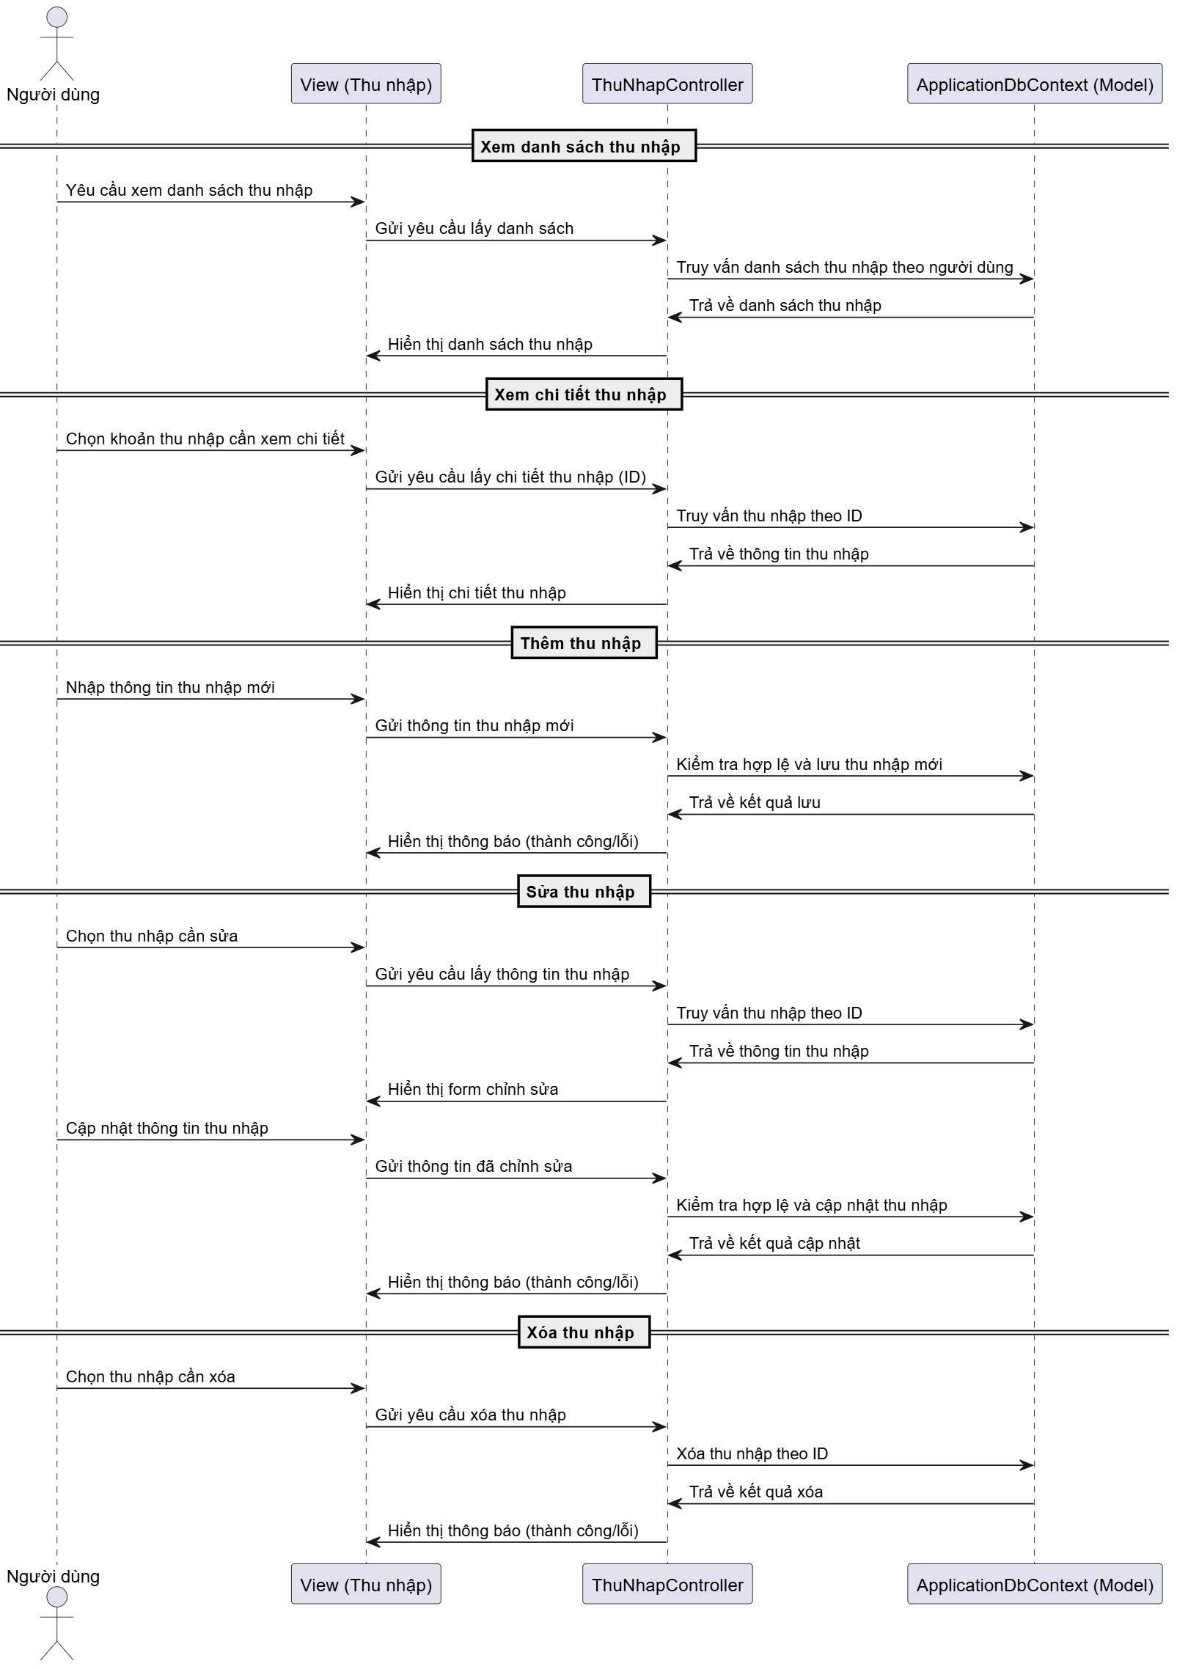 Người dùng
View (Thu nhập)
ThuNhapController
ApplicationDbContext (Model)
Xem danh sách thu nhập
Yêu cầu xem danh sách thu nhập
Gửi yêu cầu lấy danh sách
Truy vấn danh sách thu nhập theo người dùng
Trả về danh sách thu nhập
Hiển thị danh sách thu nhập
Xem chi tiết thu nhập
Chọn khoản thu nhập cần xem chi tiết
Gửi yêu cầu lấy chi tiết thu nhập (ID)
Truy vấn thu nhập theo ID
Trả về thông tin thu nhập
Hiển thị chi tiết thu nhập
Thêm thu nhập
Nhập thông tin thu nhập mới
Gửi thông tin thu nhập mới
Kiểm tra hợp lệ và lưu thu nhập mới
Trả về kết quả lưu
Hiển thị thông báo (thành công/lỗi)
Sửa thu nhập
Chọn thu nhập cần sửa
Gửi yêu cầu lấy thông tin thu nhập
Truy vấn thu nhập theo ID
Trả về thông tin thu nhập
Hiển thị form chỉnh sửa
Cập nhật thông tin thu nhập
Gửi thông tin đã chỉnh sửa
Kiểm tra hợp lệ và cập nhật thu nhập
Trả về kết quả cập nhật
Hiển thị thông báo (thành công/lỗi)
Xóa thu nhập
Chọn thu nhập cần xóa
Gửi yêu cầu xóa thu nhập
Xóa thu nhập theo ID
Trả về kết quả xóa
Hiển thị thông báo (thành công/lỗi)
Người dùng
View (Thu nhập)
ThuNhapController
ApplicationDbContext (Model)